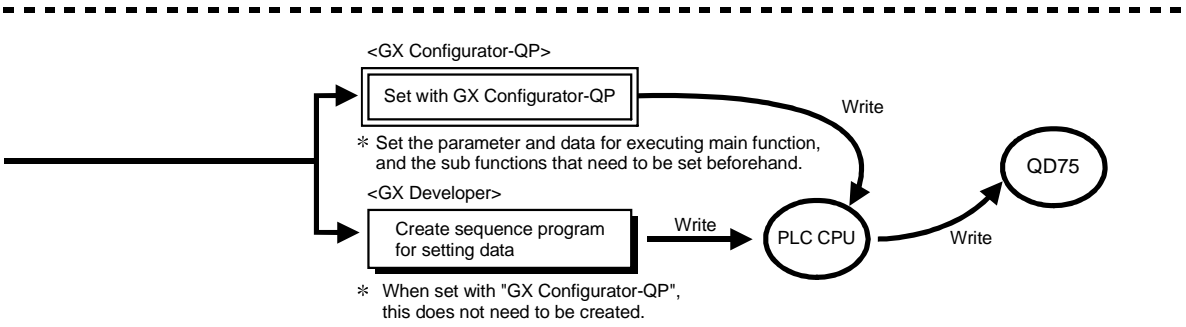 <GX Configurator-QP>
Set with GX Configurator-QP
Write
* Set the parameter and data for executing main function,
and the sub functions that need to be set beforehand.
QD75
<GX Developer>
Create sequence program
for setting data
Write
PLC CPU
Write
* When set with "GX Configurator-QP",
this does not need to be created.